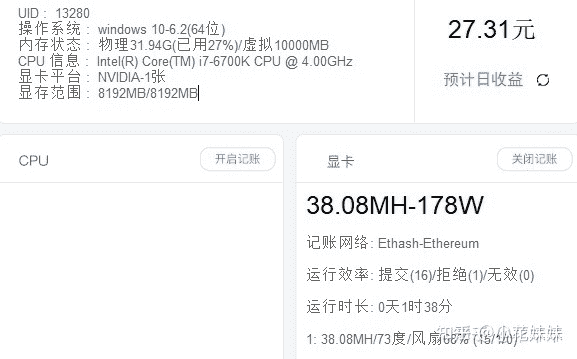 UID： 13280
操作系统： windows 10-6.2(64位)
内存状态： 物理31.94G(已用27%)/虚拟10000MB
CPU 信息： Intel(R) Core(TM) i7-6700K CPU @ 4.00GHz
显卡平台： NVIDIA-1张
显存范围： 8192MB/8192MB
27.31元
预计日收益
CPU
开启记账
显卡
关闭记账
38.08MH-178W
记账网络: Ethash-Ethereum
运行效率: 提交(16)/拒绝(1)/无效(0)
运行时长: 0天1时38分
1: 38.08MH/73度/风扇66% (15/1/0)
知乎 @小花妹妹